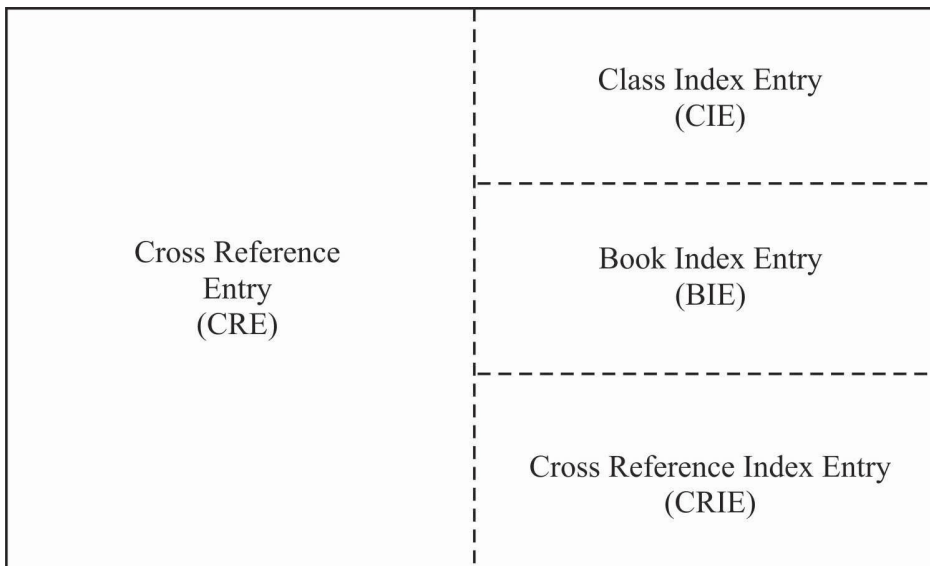 Cross Reference
Entry
(CRE)
Class Index Entry
(CIE)
Book Index Entry
(BIE)
Cross Reference Index Entry
(CRIE)